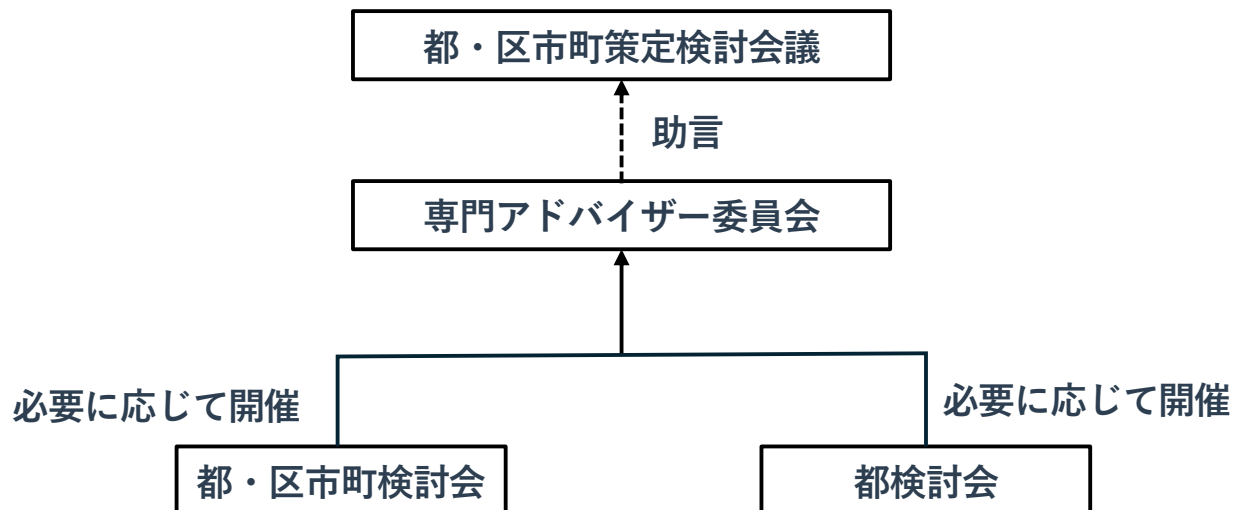 都・区市町策定検討会議
助言
専門アドバイザー委員会
必要に応じて開催
必要に応じて開催
都・区市町検討会
都検討会